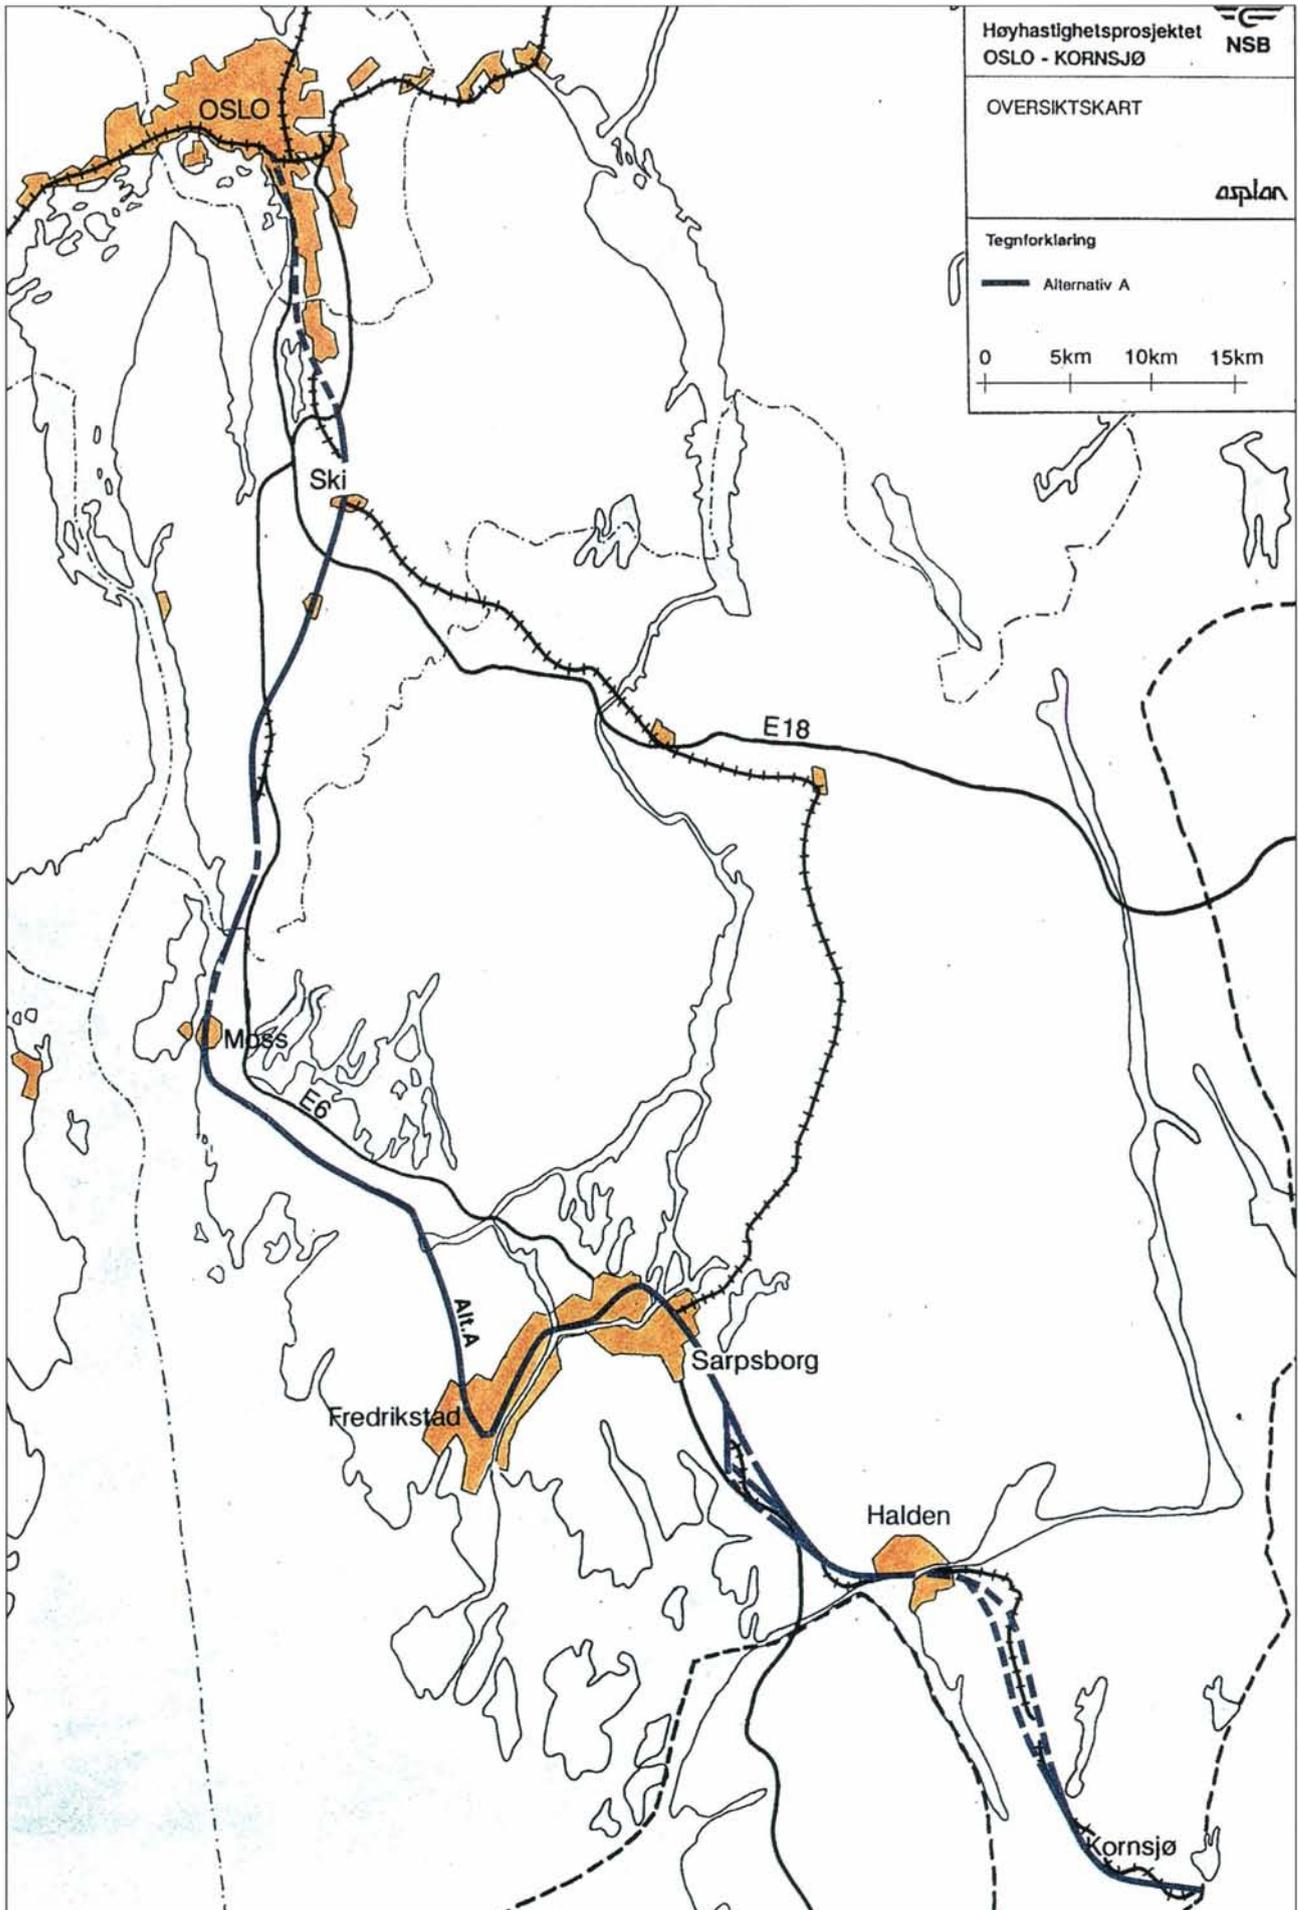 Høyhastighetsprosjektet
OSLO - KORNSJØ
NSB
OVERSIKTSKART
asplan
Tegnforklaring
Alternativ A
0 5km 10km 15km
OSLO
Ski
E18
Moss
E6
Alt.A
Sarpsborg
Fredrikstad
Halden
Kornsjø